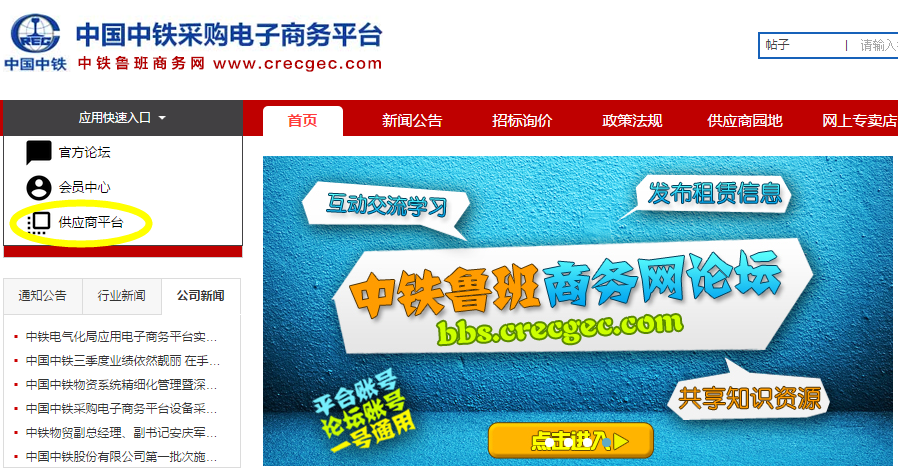 CREC
中国中铁
中国中铁采购电子商务平台
中铁鲁班商务网 www.crecgec.com
帖子
请输入
应用快速入口
首页 新闻公告 招标询价 政策法规 供应商园地 网上专卖店
官方论坛
会员中心
供应商平台
互动交流学习
发布租赁信息
中铁鲁班商务网论坛
bbs.crecgec.com
共享知识资源
平台账号
论坛账号
一号通用
点击进入
通知公告 行业新闻 公司新闻
中铁电气化局应用电子商务平台实...
中国中铁三季度业绩依然靓丽 在手...
中国中铁物资系统精细化管理暨深...
中国中铁采购电子商务平台设备采...
中铁物贸副总经理、副书记安庆军...
中国中铁股份有限公司第一批次施...